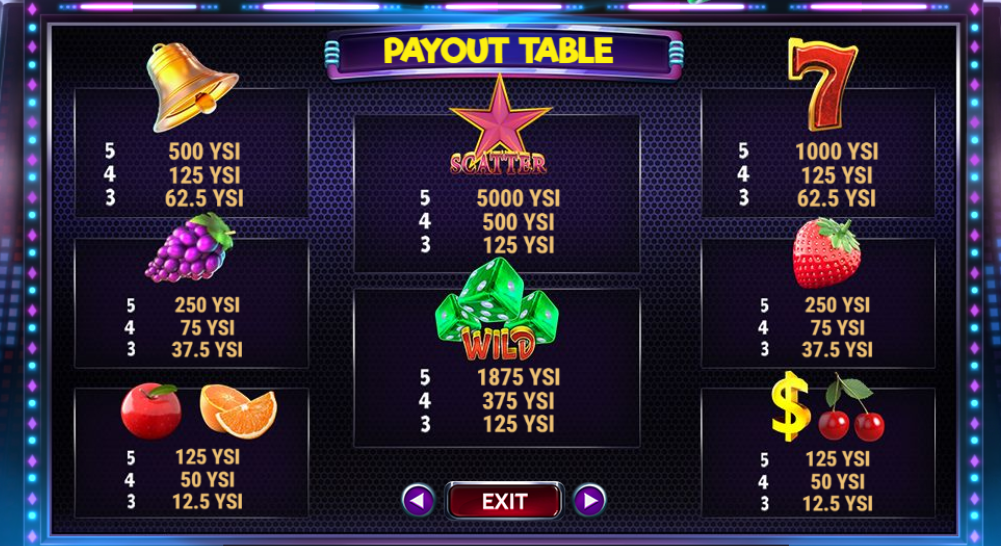 PAYOUT TABLE
5 500 YSI
4 125 YSI
3 62.5 YSI
SCATTER
5 5000 YSI
4 500 YSI
3 125 YSI
7
5 1000 YSI
4 125 YSI
3 62.5 YSI
5 250 YSI
4 75 YSI
3 37.5 YSI
WILD
5 1875 YSI
4 375 YSI
3 125 YSI
5 250 YSI
4 75 YSI
3 37.5 YSI
5 125 YSI
4 50 YSI
3 12.5 YSI
$
5 125 YSI
4 50 YSI
3 12.5 YSI
EXIT